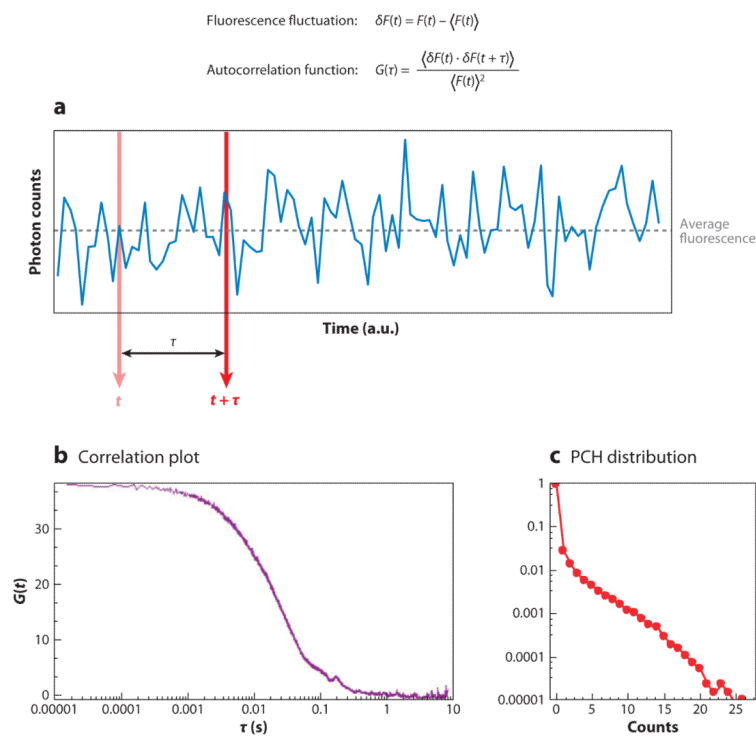 Fluorescence fluctuation: δF(t) = F(t) – ⟨F(t)⟩
Autocorrelation function: G(τ) = ⟨δF(t) · δF(t + τ)⟩ / ⟨F(t)⟩²
a
Photon counts
Average
fluorescence
Time (a.u.)
τ
t
t + τ
b Correlation plot
G(t)
30
20
10
0
0.00001
0.0001
0.001
0.01
0.1
1
10
τ (s)
c PCH distribution
1
0.1
0.01
0.001
0.0001
0.00001
0
5
10
15
20
25
Counts